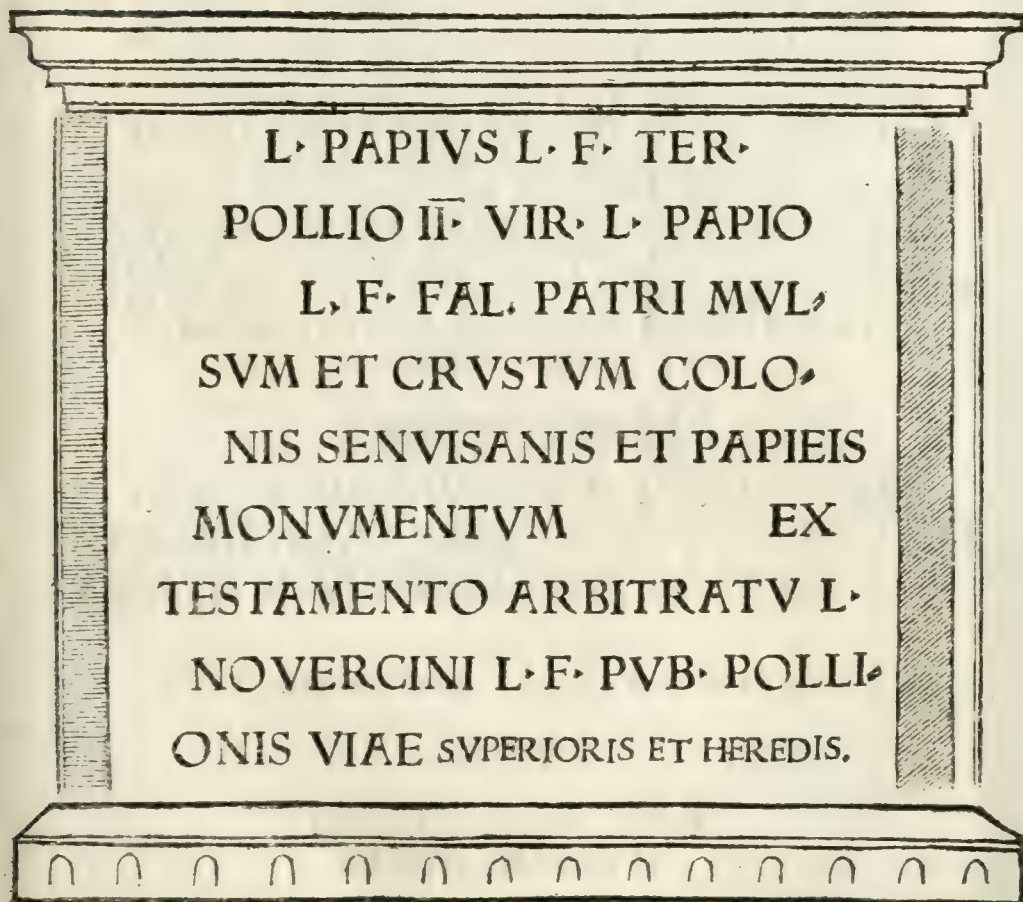 L· PAPIVS L· F· TER·
POLLIO II· VIR· L· PAPIO
L, F· FAL. PATRI MVL⸗
SVM ET CRVSTVM COLO⸗
NIS SENVISANIS ET PAPIEIS
MONVMENTVM EX
TESTAMENTO ARBITRATV L·
NOVERCINI L· F· PVB· POLLI⸗
ONIS VIAE SVPERIORIS ET HEREDIS.